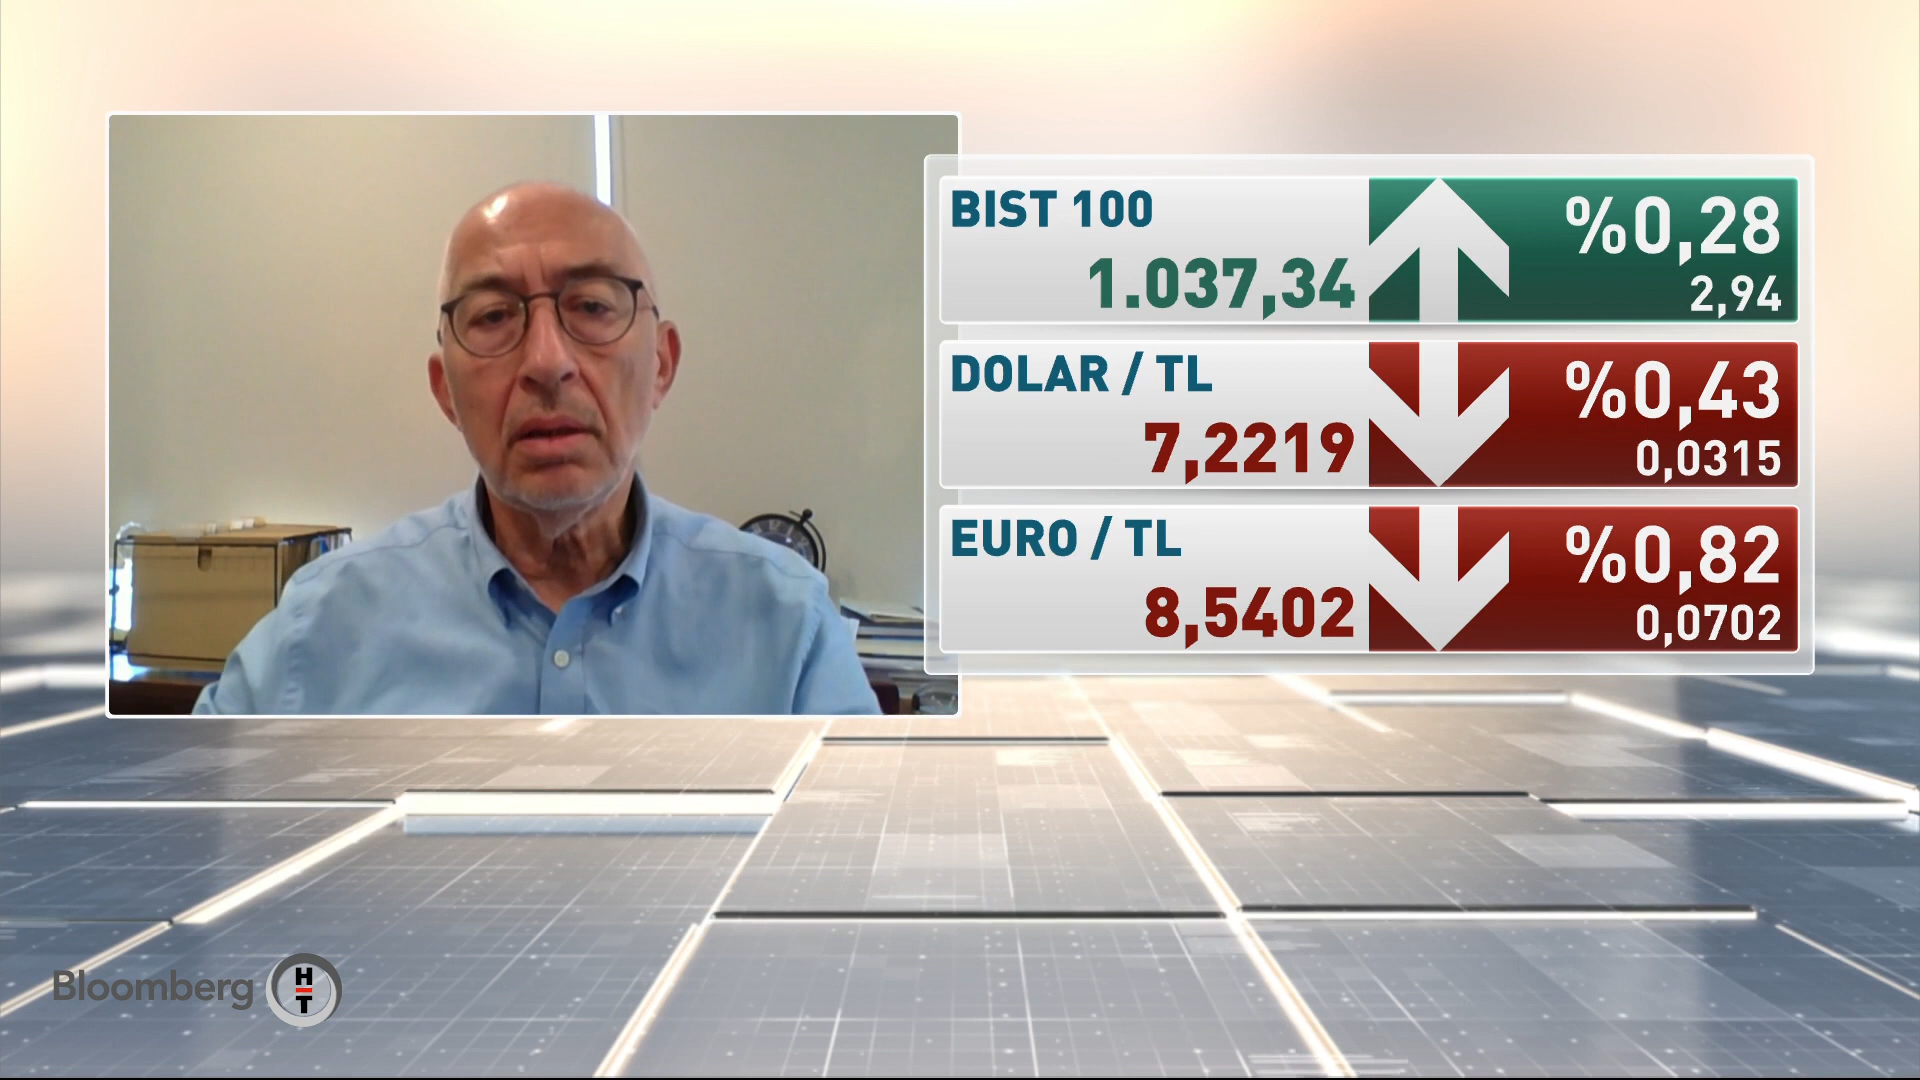 BIST 100
1.037,34
%0,28
2,94
DOLAR / TL
7,2219
%0,43
0,0315
EURO / TL
8,5402
%0,82
0,0702
Bloomberg HT